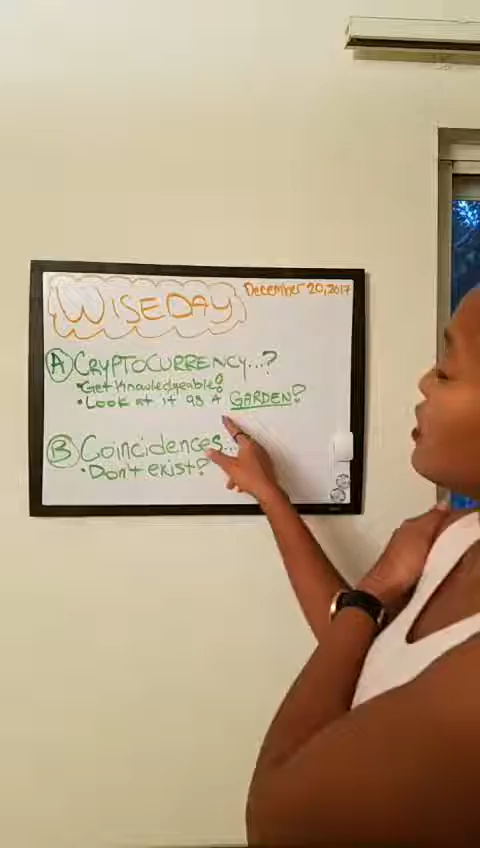 WISEDAY
December 20, 2017
A CRYPTOCURRENCY...?
• Get Knowledgeable!
• Look at it as A GARDEN?
B Coincidences...
• Don't exist?